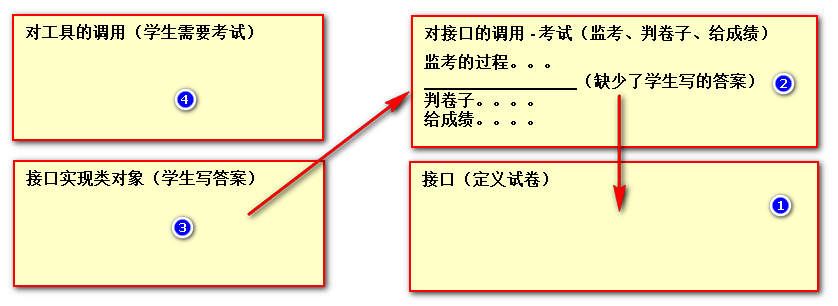 对工具的调用（学生需要考试）
4
对接口的调用 - 考试（监考、判卷子、给成绩）
监考的过程。。。
（缺少了学生写的答案）
2
判卷子。。。。
给成绩。。。。
接口实现类对象（学生写答案）
3
接口（定义试卷）
1